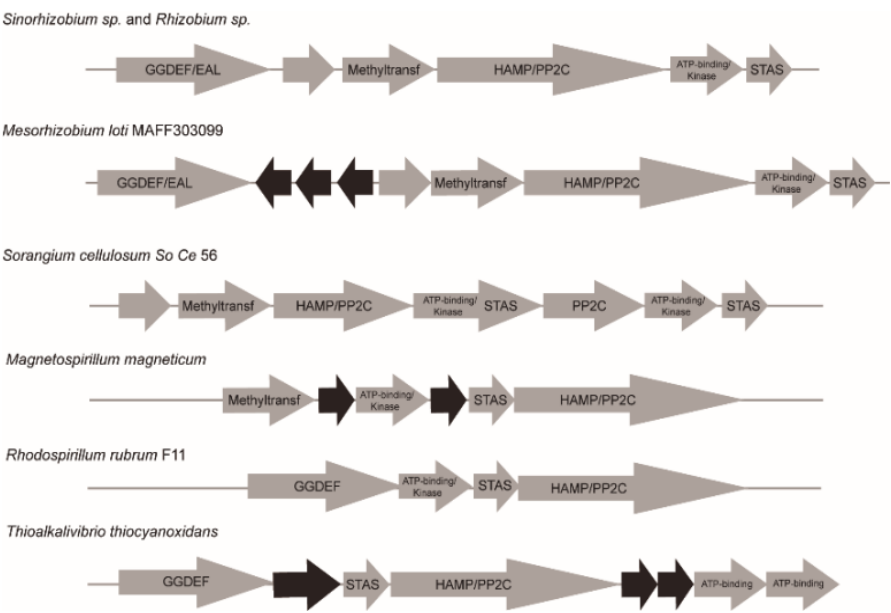 Sinorhizobium sp. and Rhizobium sp.
GGDEF/EAL Methyltransf HAMP/PP2C ATP-binding/ Kinase STAS
Mesorhizobium loti MAFF303099
GGDEF/EAL Methyltransf HAMP/PP2C ATP-binding/ Kinase STAS
Sorangium cellulosum So Ce 56
Methyltransf HAMP/PP2C ATP-binding/ Kinase STAS PP2C ATP-binding/ Kinase STAS
Magnetospirillum magneticum
Methyltransf ATP-binding/ Kinase STAS HAMP/PP2C
Rhodospirillum rubrum F11
GGDEF ATP-binding/ Kinase STAS HAMP/PP2C
Thioalkalivibrio thiocyanoxidans
GGDEF STAS HAMP/PP2C ATP-binding ATP-binding